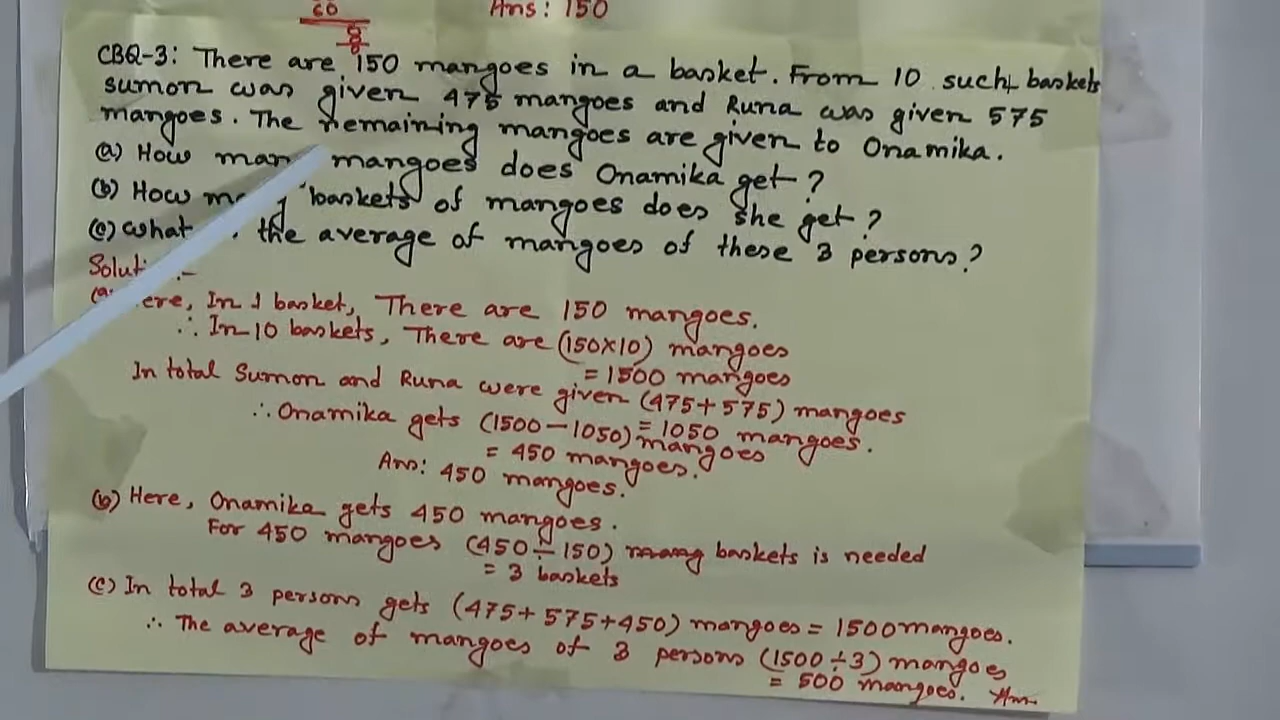 60
8
8
Ans: 150
CBQ-3: There are 150 mangoes in a basket. From 10 such baskets
sumon was given 475 mangoes and Runa was given 575
mangoes. The remaining mangoes are given to Onamika.
(a) How man mangoes does Onamika get?
(b) How baskets of mangoes does she get?
(c) what the average of mangoes of these 3 persons?
Soluti :-
(a) ere, In 1 basket, There are 150 mangoes.
∴ In 10 baskets, There are (150×10) mangoes
= 1500 mangoes
In total Sumon and Runa were given (475+575) mangoes
= 1050 mangoes.
∴ Onamika gets (1500-1050) mangoes
= 450 mangoes.
Ans: 450 mangoes.
(b) Here, Onamika gets 450 mangoes.
For 450 mangoes (450÷150) baskets is needed
= 3 baskets
(c) In total 3 persons gets (475+575+450) mangoes = 1500 mangoes.
∴ The average of mangoes of 3 persons (1500÷3) mangoes
= 500 mangoes. Ans